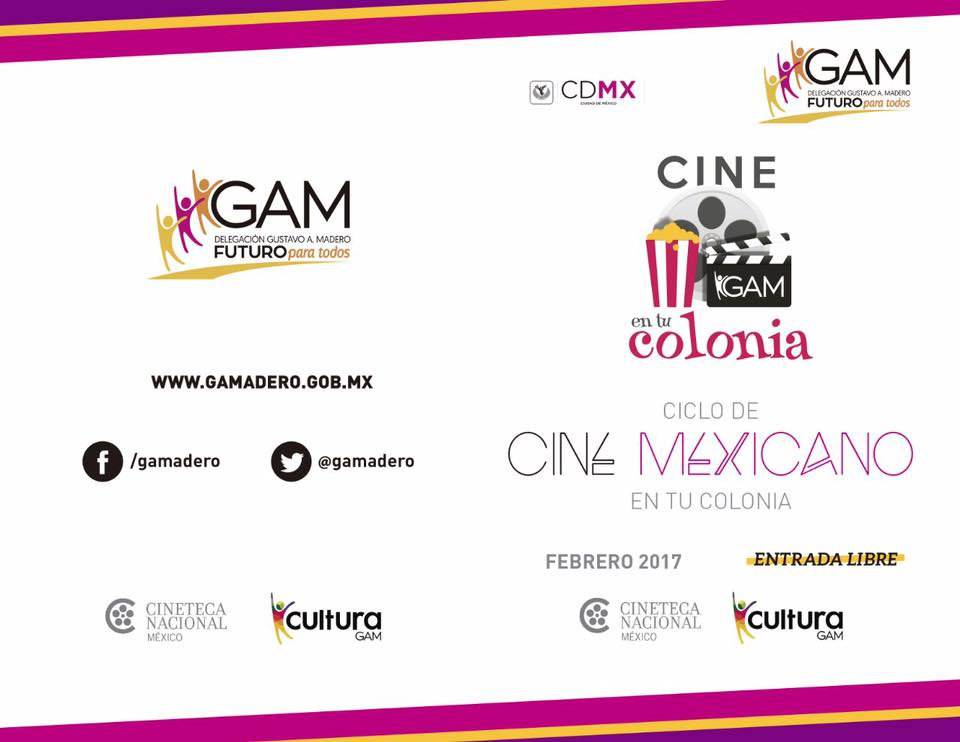 GAM
DELEGACIÓN GUSTAVO A. MADERO
FUTURO para todos
WWW.GAMADERO.GOB.MX
/gamadero
@gamadero
CINETECA
NACIONAL
MÉXICO
cultura
GAM
CDMX
CIUDAD DE MÉXICO
GAM
DELEGACIÓN GUSTAVO A. MADERO
FUTURO para todos
CINE
GAM
en tu
colonia
CICLO DE
CINE MEXICANO
EN TU COLONIA
FEBRERO 2017
ENTRADA LIBRE
CINETECA
NACIONAL
MÉXICO
cultura
GAM